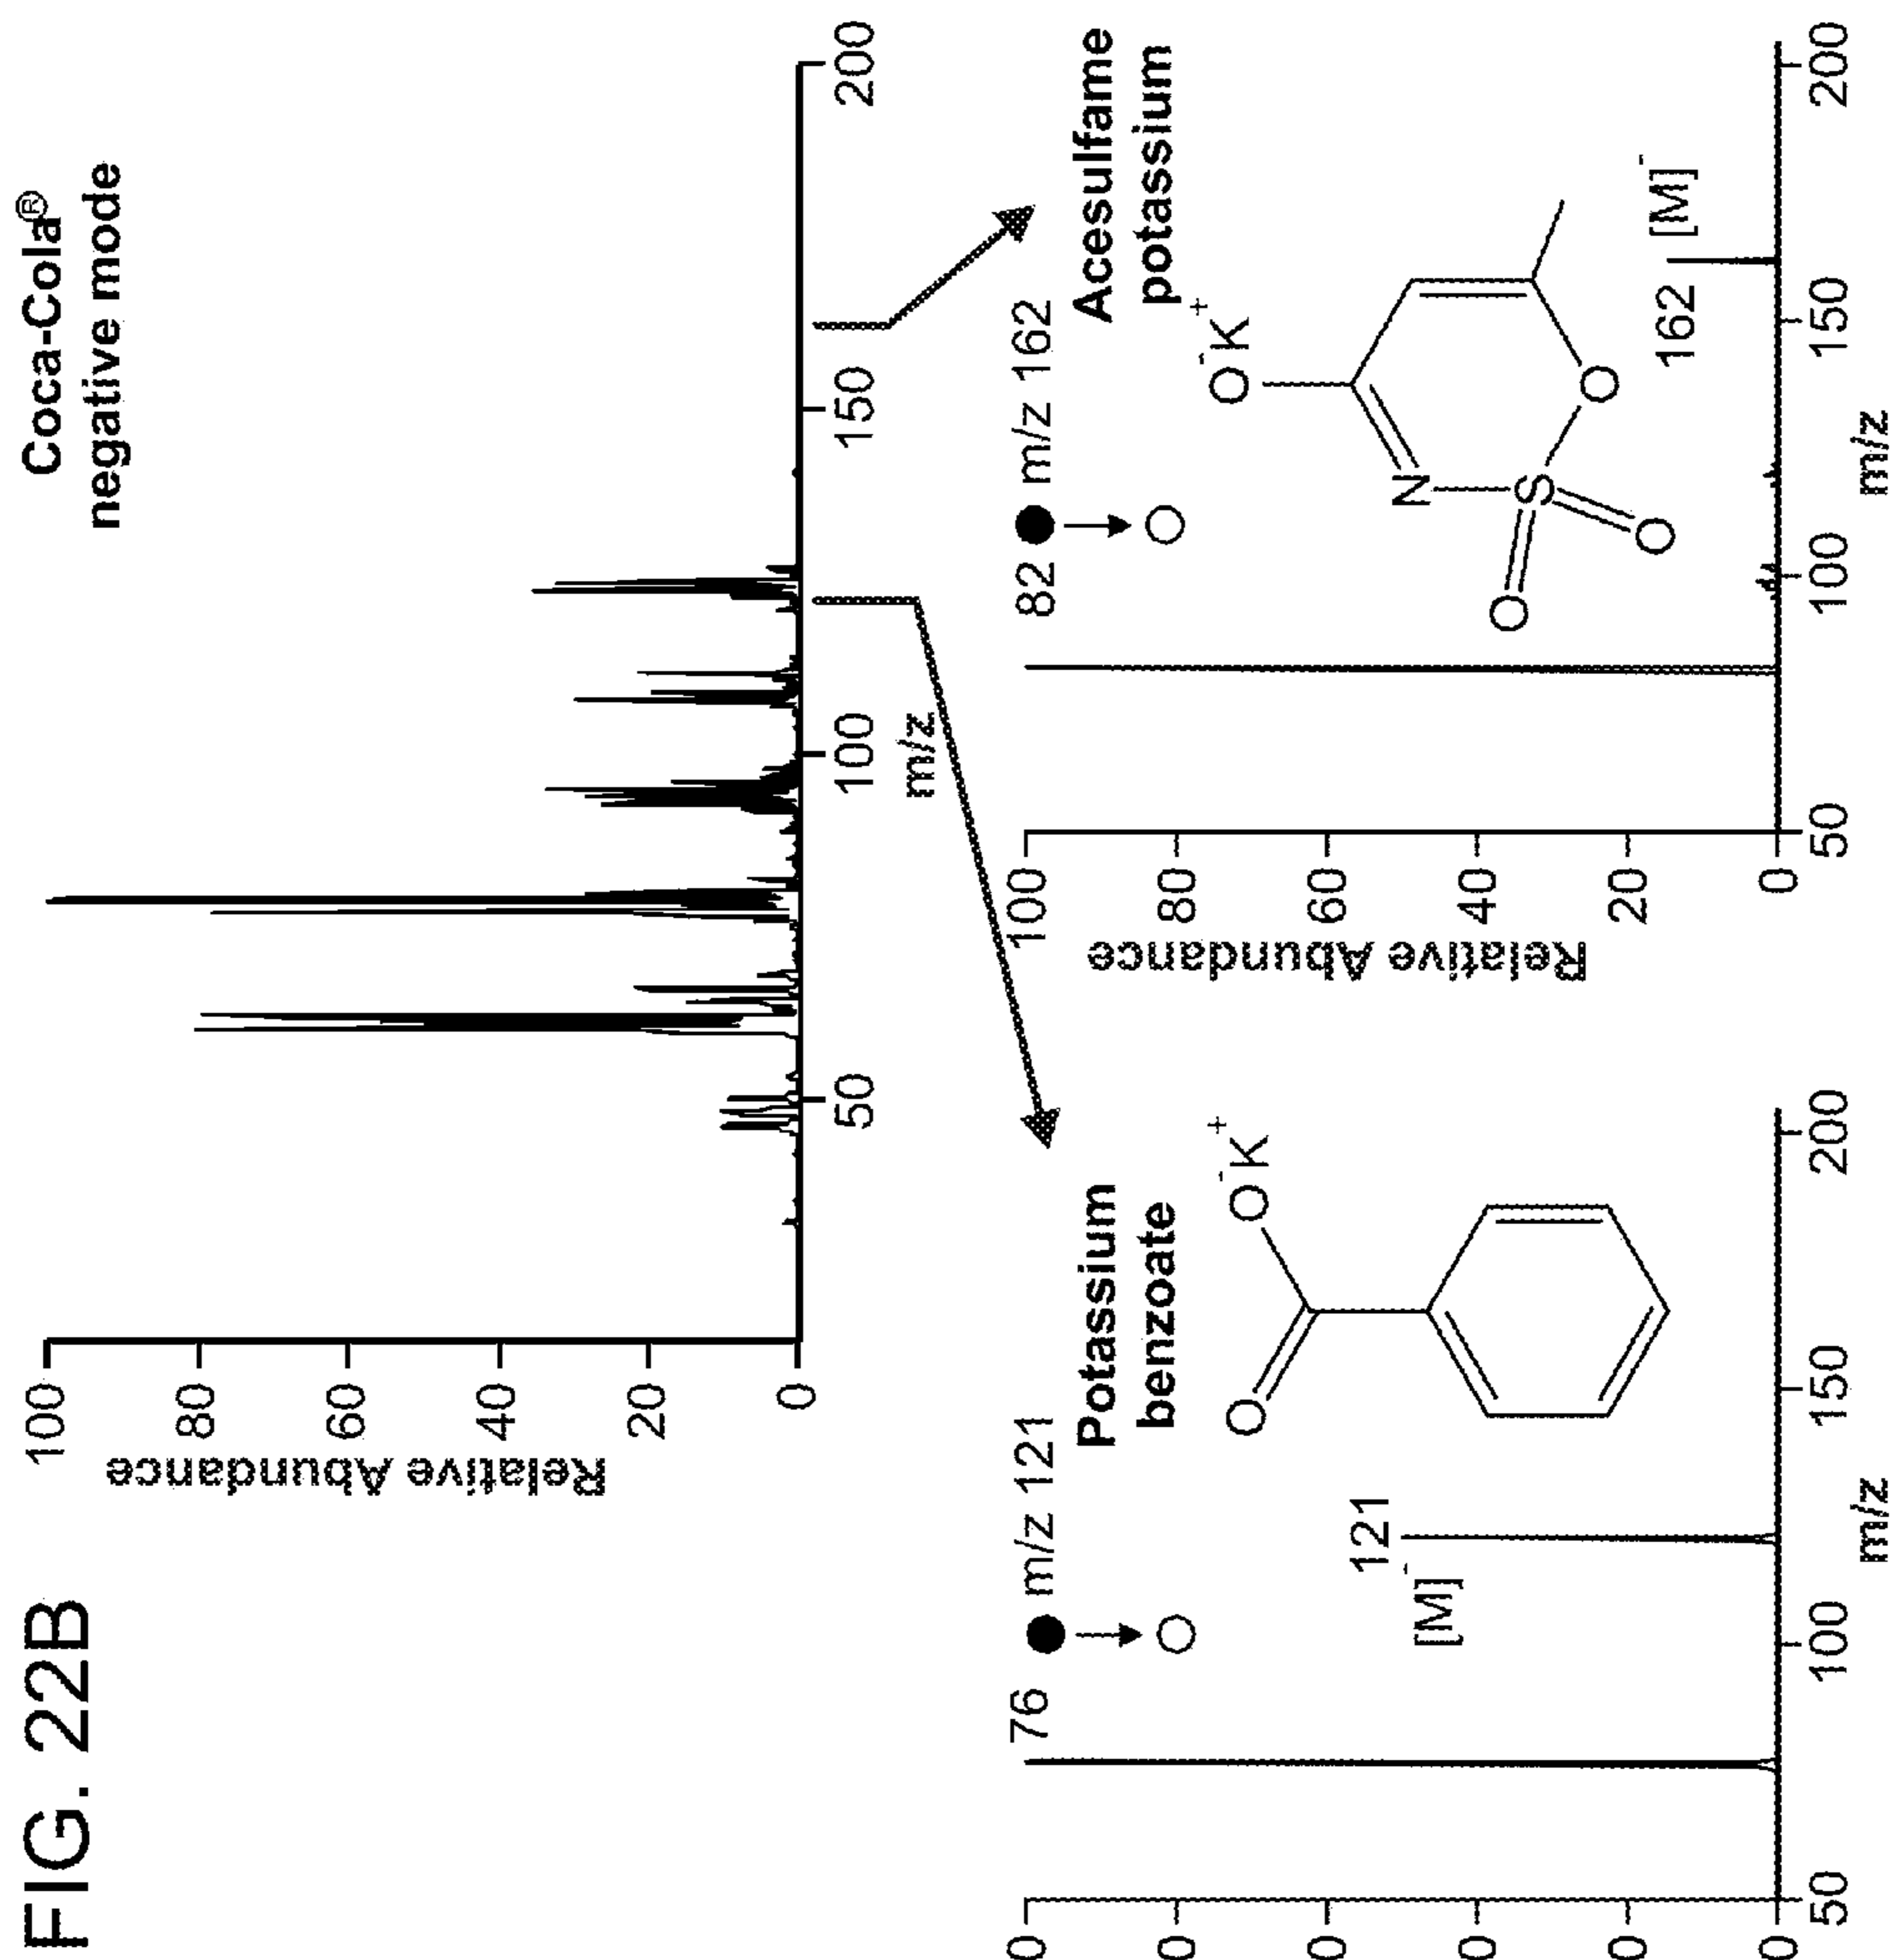 FIG. 22B
Coca-Cola®
negative mode
Relative Abundance
100
80
60
40
20
0
50
100
150
200
m/z
76
m/z 121
Potassium
benzoate
O
O⁻K⁺
121
[M]⁻
50
100
150
200
m/z
82
m/z 162
Acesulfame
potassium
O⁻K⁺
N
S
O
O
O
162
[M]⁻
Relative Abundance
100
80
60
40
20
0
50
100
150
200
m/z